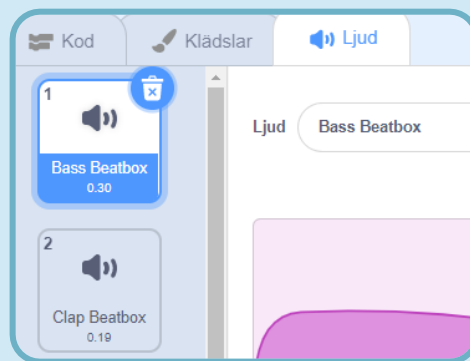 Kod
Klädslar
Ljud
1
Bass Beatbox
0.30
Ljud
Bass Beatbox
2
Clap Beatbox
0.19